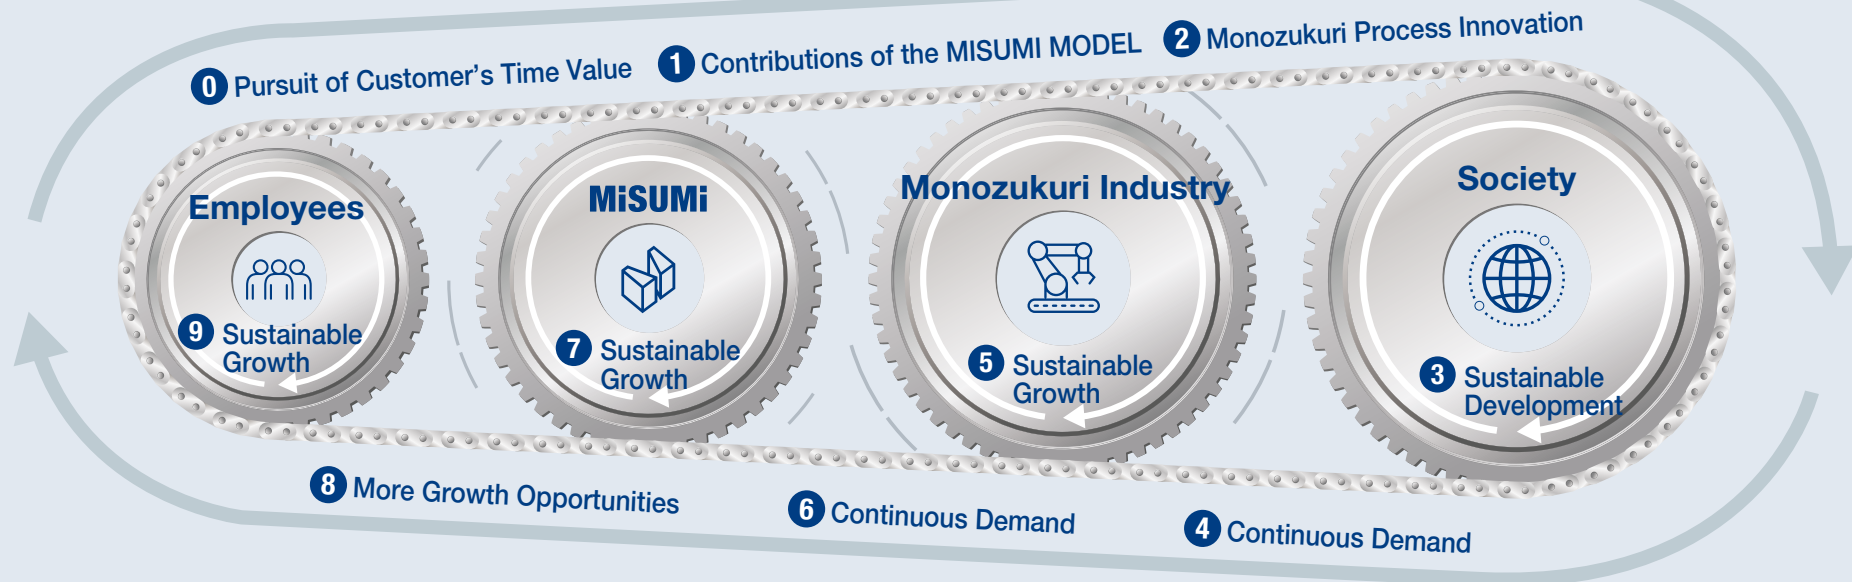 0 Pursuit of Customer's Time Value
1 Contributions of the MISUMI MODEL
2 Monozukuri Process Innovation
Employees
9 Sustainable
Growth
MiSUMi
7 Sustainable
Growth
Monozukuri Industry
5 Sustainable
Growth
Society
3 Sustainable
Development
8 More Growth Opportunities
6 Continuous Demand
4 Continuous Demand